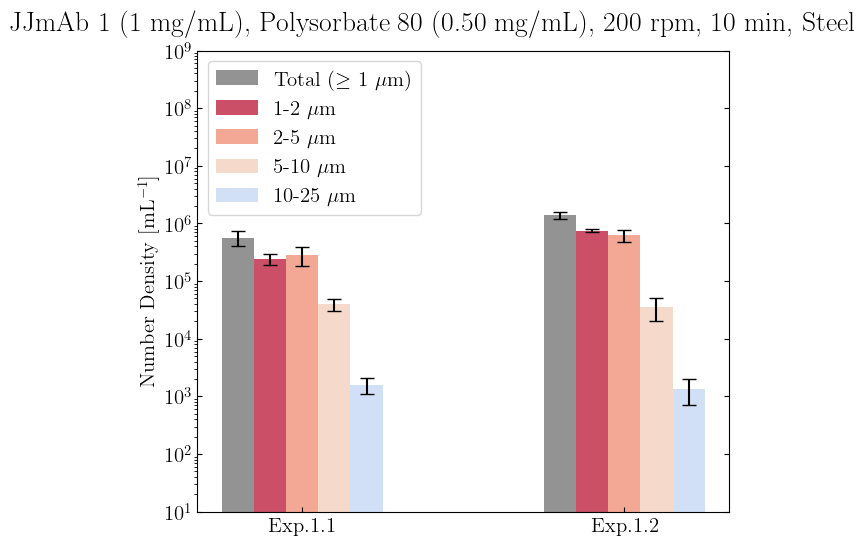 JJmAb 1 (1 mg/mL), Polysorbate 80 (0.50 mg/mL), 200 rpm, 10 min, Steel
Number Density [mL⁻¹]
10⁹
10⁸
10⁷
10⁶
10⁵
10⁴
10³
10²
10¹
Total (≥ 1 µm)
1-2 µm
2-5 µm
5-10 µm
10-25 µm
Exp.1.1
Exp.1.2